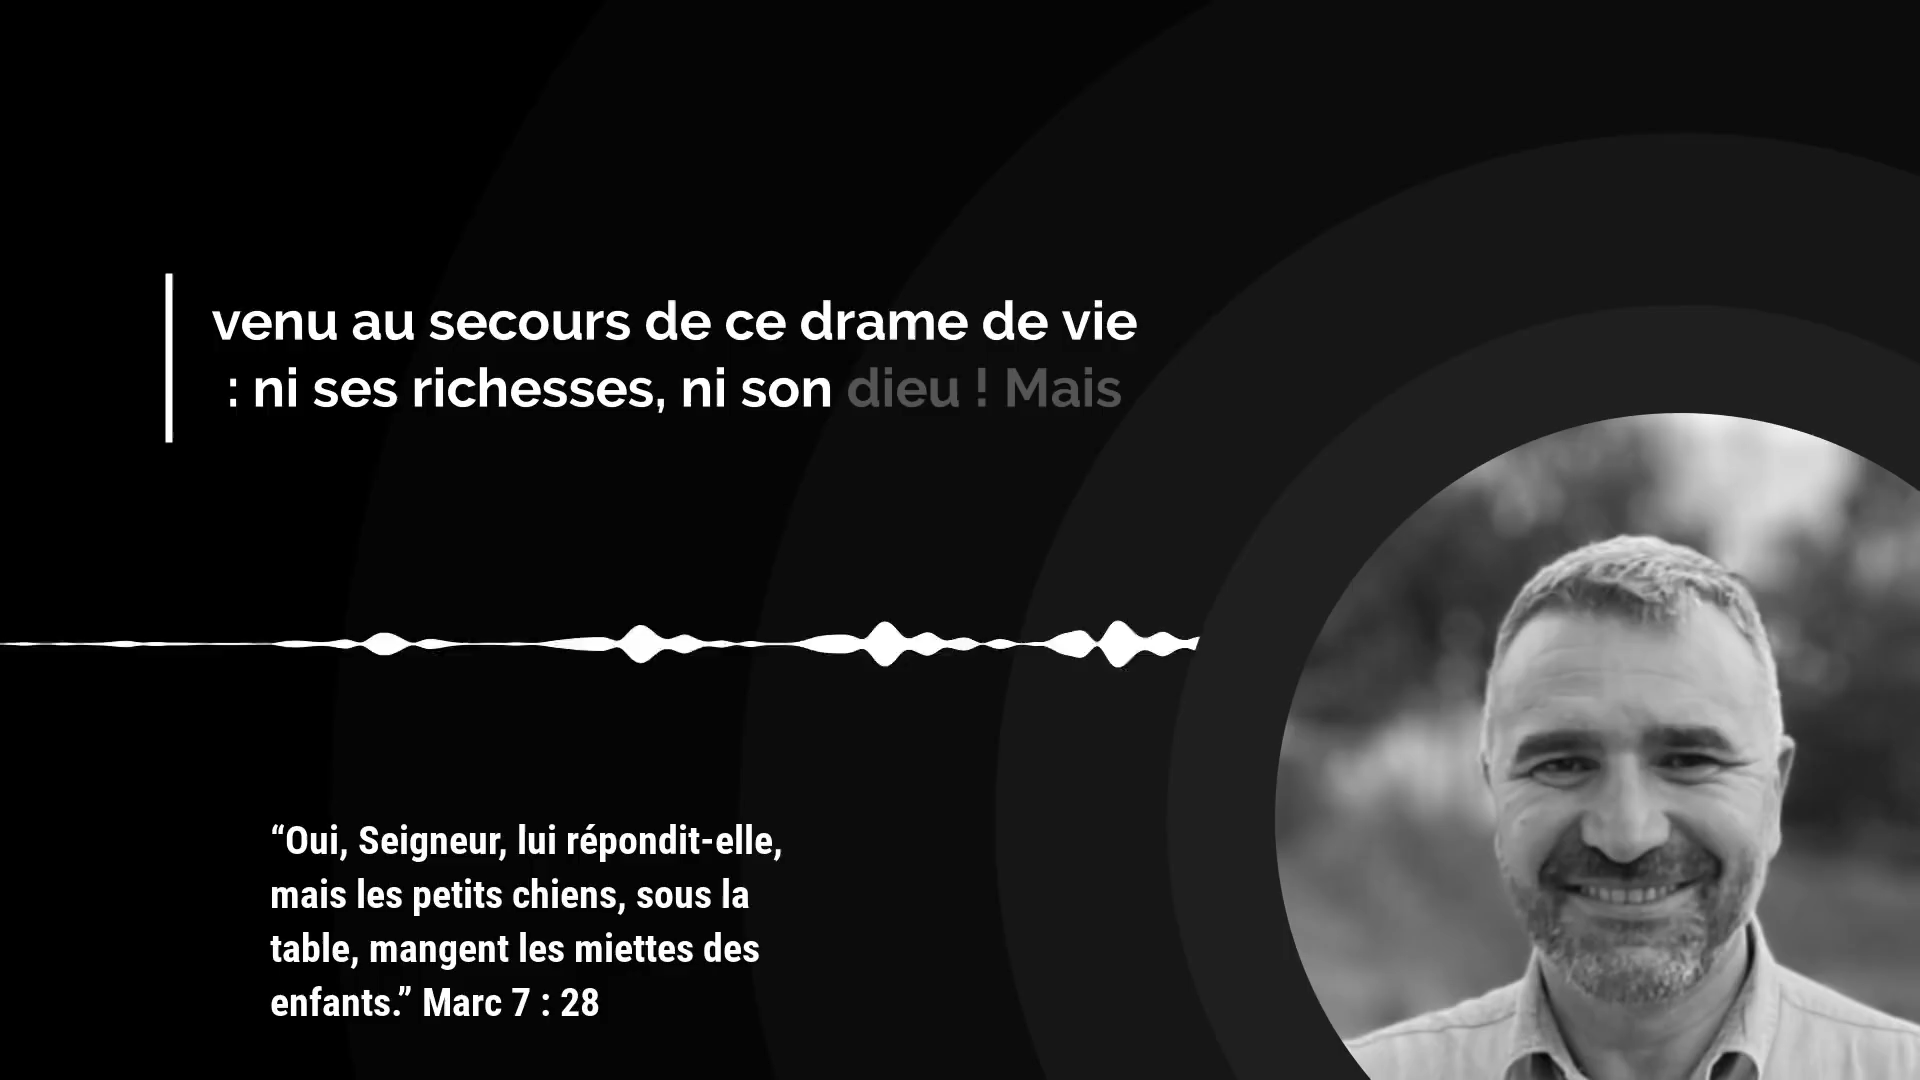 venu au secours de ce drame de vie
: ni ses richesses, ni son dieu ! Mais
“Oui, Seigneur, lui répondit-elle,
mais les petits chiens, sous la
table, mangent les miettes des
enfants.” Marc 7 : 28